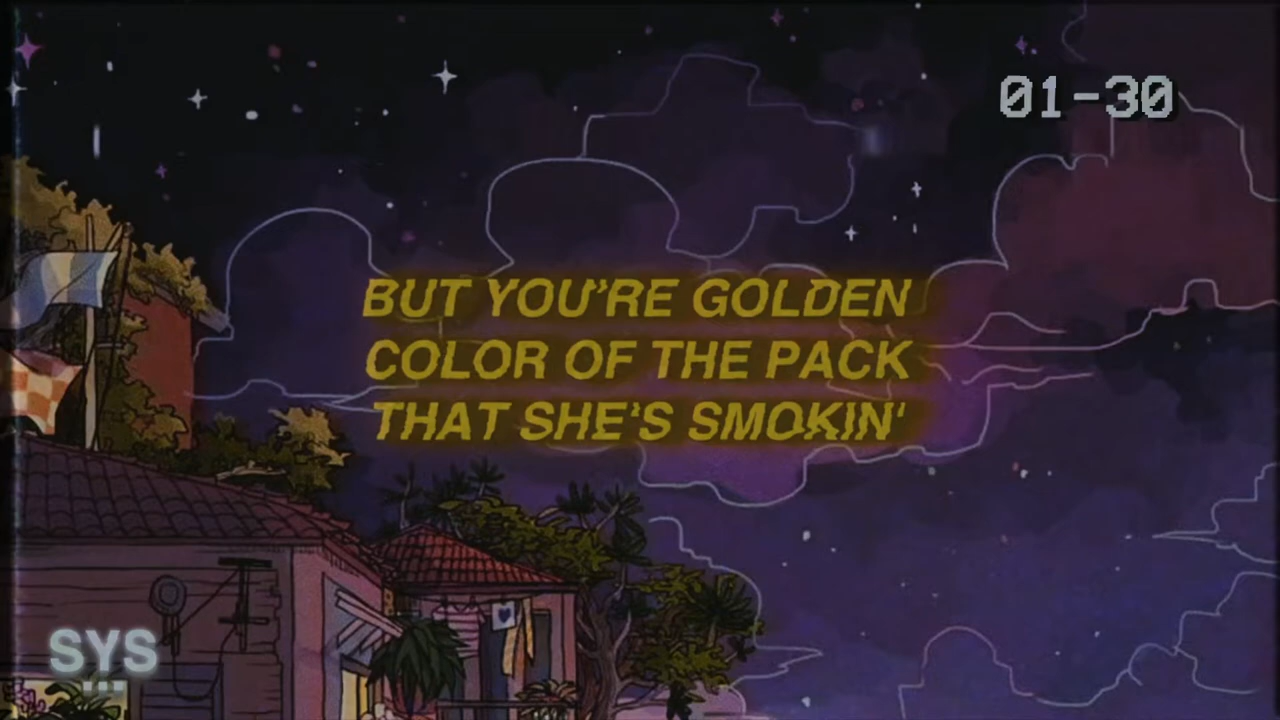 01-30
BUT YOU'RE GOLDEN
COLOR OF THE PACK
THAT SHE'S SMOKIN'
SYS